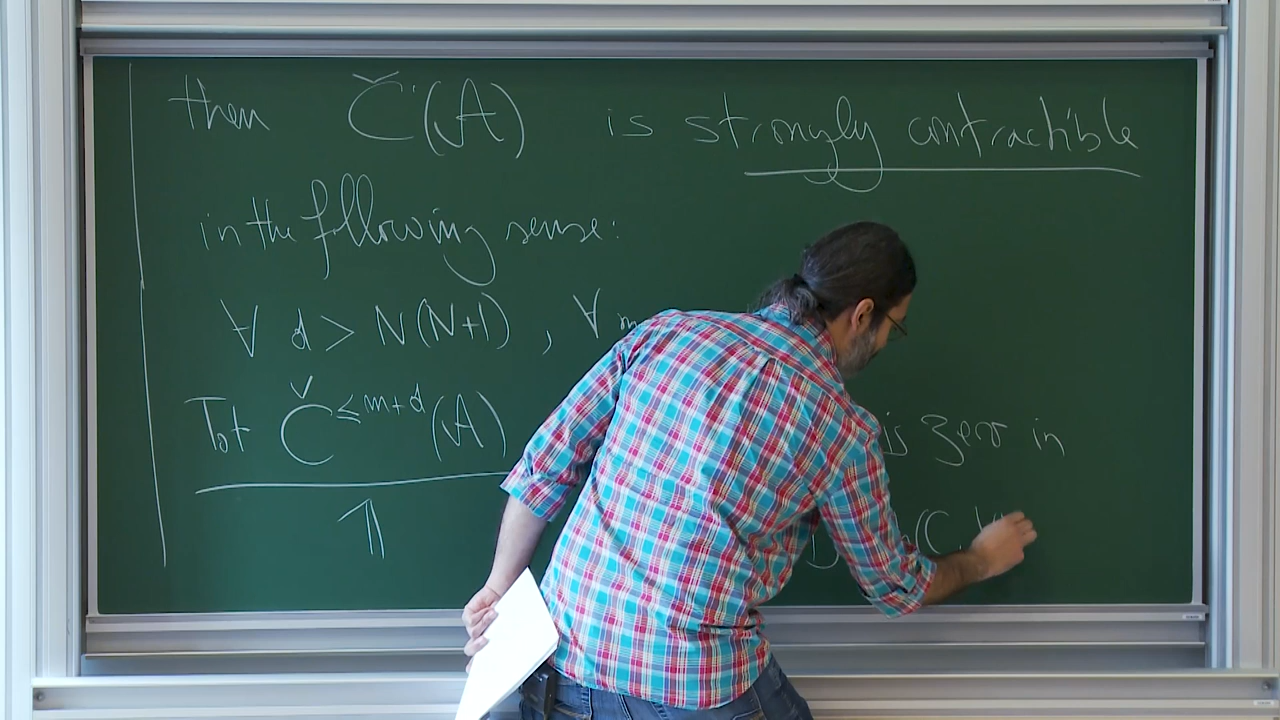 then Č(A) is strongly contractible
in the following sense:
∀ d > N(N+1) , ∀ m
Tot Č^{≤ m+d}(A) is zero in
⇑ (C,